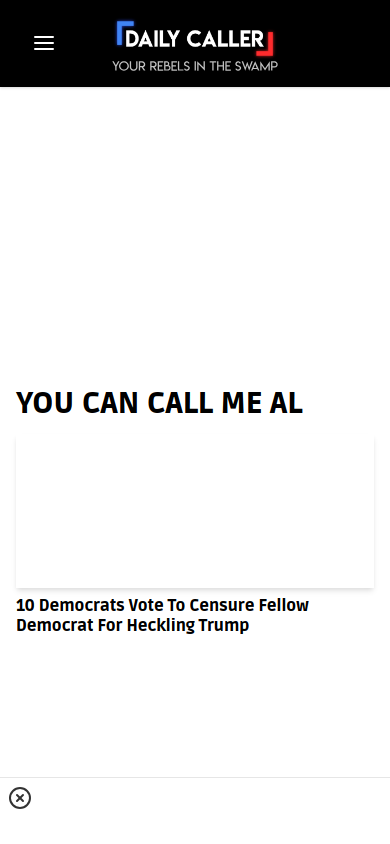 DAILY CALLER
YOUR REBELS IN THE SWAMP
YOU CAN CALL ME AL
10 Democrats Vote To Censure Fellow
Democrat For Heckling Trump